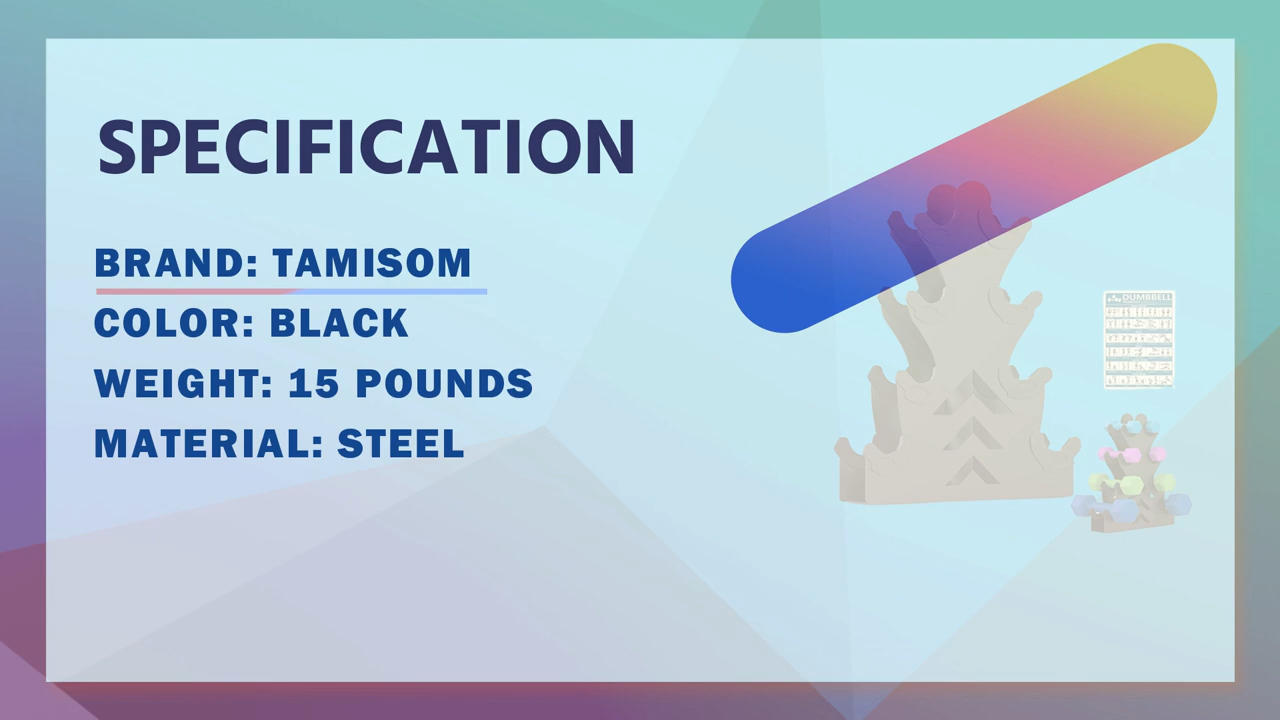 SPECIFICATION
BRAND: TAMISOM
COLOR: BLACK
WEIGHT: 15 POUNDS
MATERIAL: STEEL
DUMBBELL